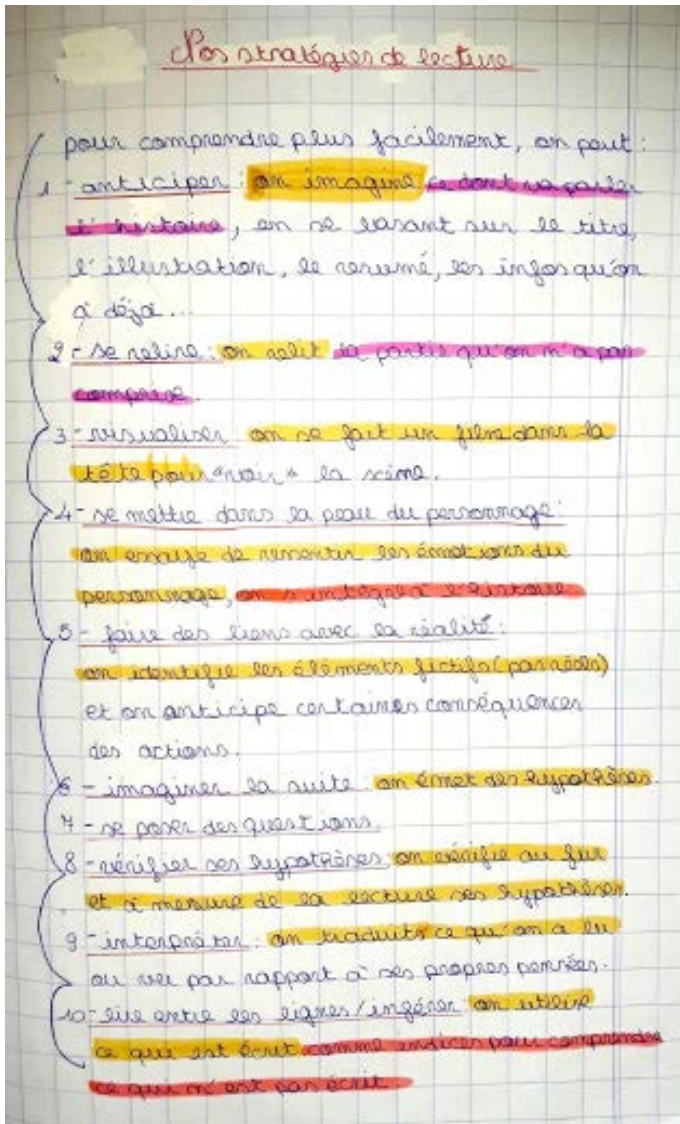 Nos stratégies de lecture
pour comprendre plus facilement, on peut :
1 - anticiper : on imagine ce dont va parler
l'histoire, en se basant sur le titre,
l'illustration, le resumé, les infos qu'on
a déjà...
2 - se relire : on relit la partis qu'on n'a pas
comprise.
3 - visualiser : on se fait un film dans la
tête pour "voir" la scène.
4 - se mettre dans la peau du personnage :
on essaye de ressentir les émotions du
personnage, on s'intègre à l'histoire
5 - faire des liens avec la réalité :
on identifie les éléments fictifs (pas réels)
et on anticipe certaines conséquences
des actions.
6 - imaginer la suite : on émet des hypothèses.
7 - se poser des questions.
8 - vérifier ses hypothèses : on vérifie au fur
et à mesure de la lecture ses hypothèses.
9 - interpréter : on traduits ce qu'on a lu
ou vu par rapport à ses propres pensées.
10 - lire entre les lignes / inférer : on utilise
ce qui est écrit comme indices pour comprendre
ce qui n'est pas écrit